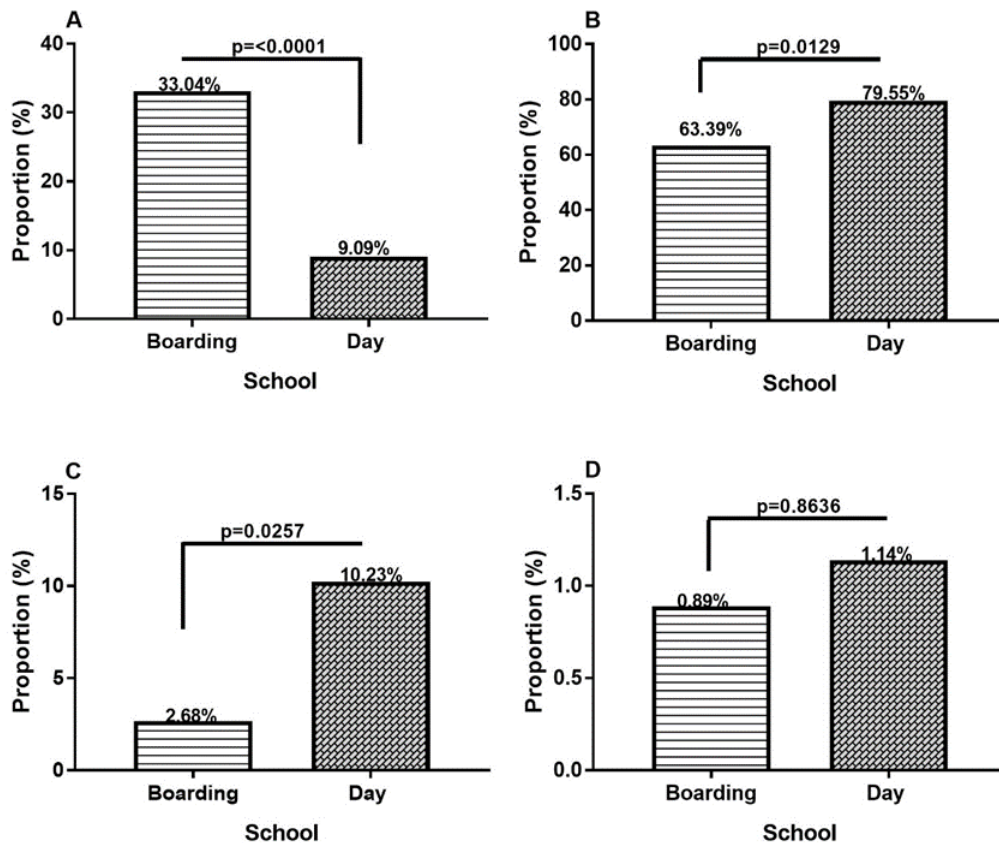 A
p=<0.0001
40
33.04%
30
20
10
9.09%
0
Proportion (%)
Boarding Day
School
B
p=0.0129
100
79.55%
80
63.39%
60
40
20
0
Proportion (%)
Boarding Day
School
C
15
p=0.0257
10.23%
10
5
2.68%
0
Proportion (%)
Boarding Day
School
D
1.5
p=0.8636
1.14%
1.0
0.89%
0.5
0.0
Proportion (%)
Boarding Day
School